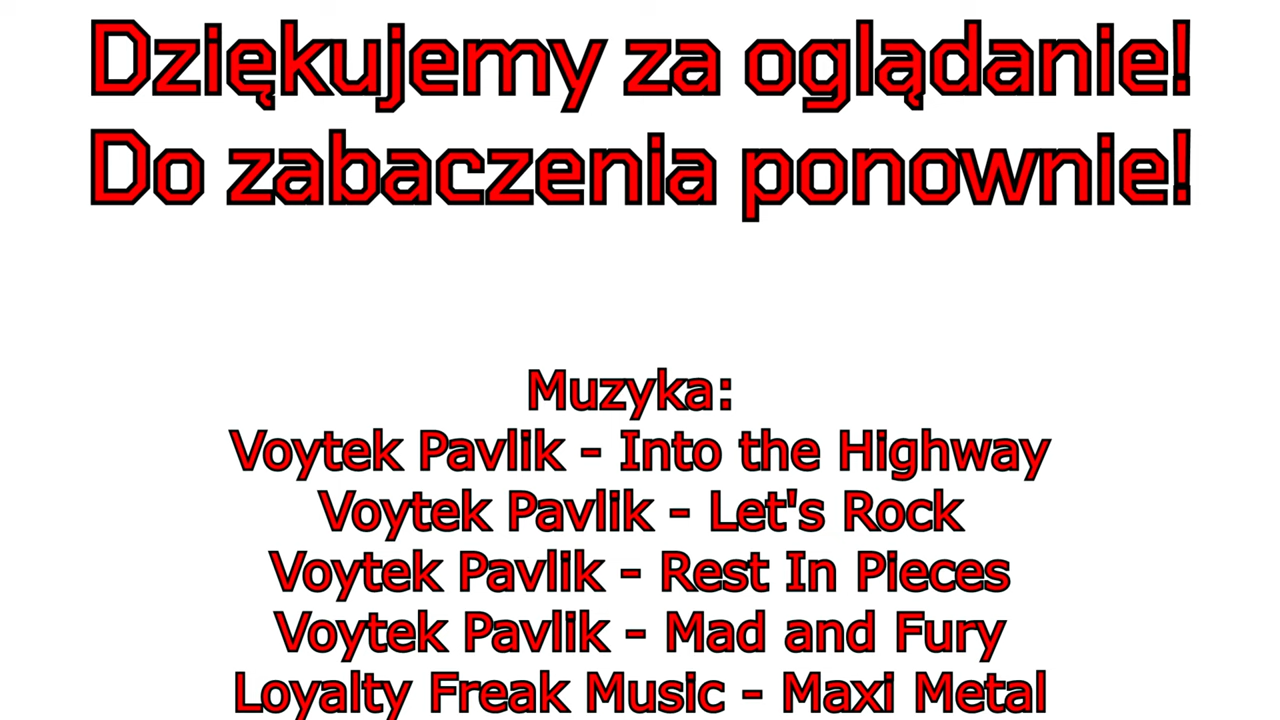 Dziękujemy za oglądanie!
Do zabaczenia ponownie!
Muzyka:
Voytek Pavlik - Into the Highway
Voytek Pavlik - Let's Rock
Voytek Pavlik - Rest In Pieces
Voytek Pavlik - Mad and Fury
Loyalty Freak Music - Maxi Metal